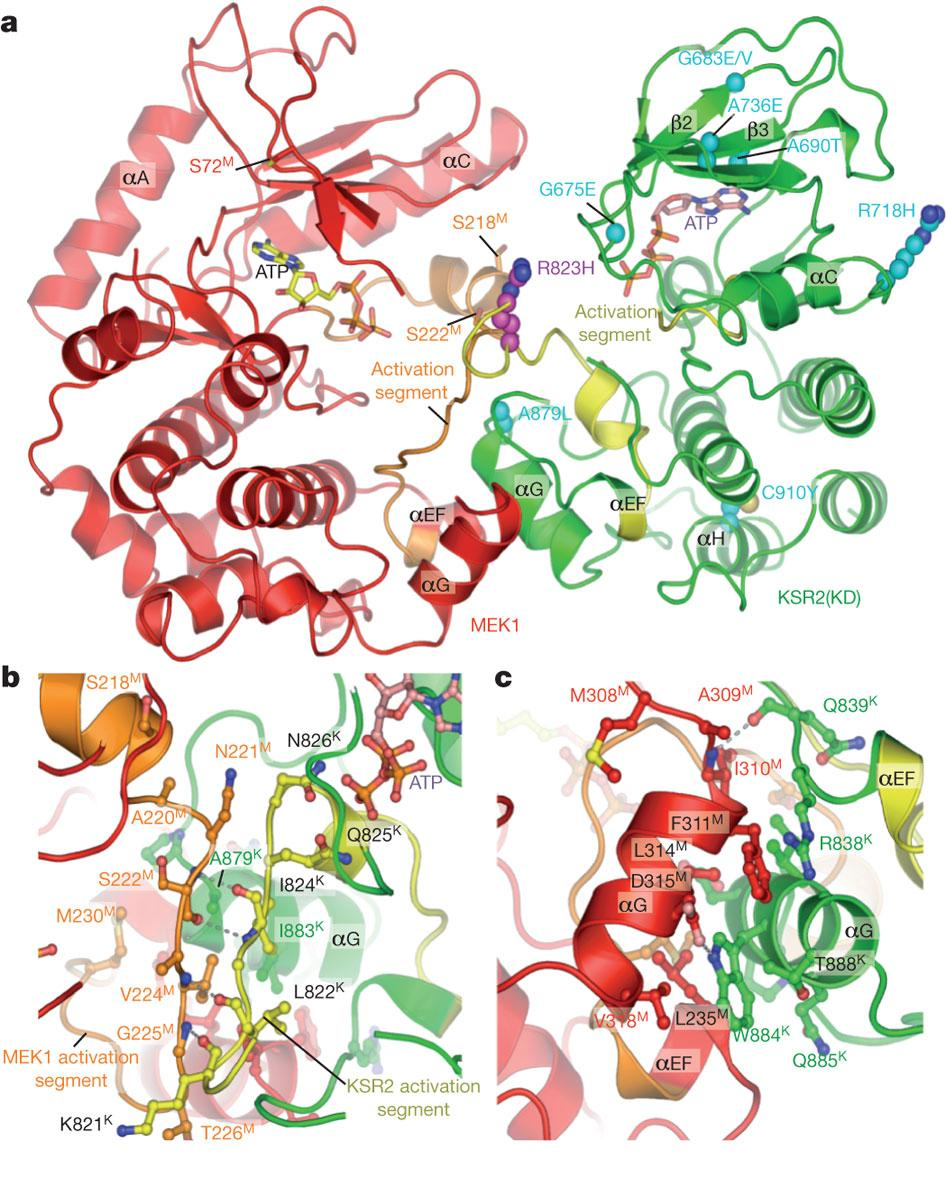 a
G683E/V
A736E
β2
β3
A690T
S72ᴹ
αA
αC
G675E
ATP
R718H
S218ᴹ
ATP
R823H
αC
Activation
segment
S222ᴹ
Activation
segment
A879L
αG
αEF
αEF
C910Y
αH
αG
KSR2(KD)
MEK1
b
S218ᴹ
N221ᴹ
N826ᴷ
ATP
A220ᴹ
Q825ᴷ
A879ᴷ
S222ᴹ
I824ᴷ
M230ᴹ
I883ᴷ
αG
V224ᴹ
L822ᴷ
G225ᴹ
MEK1 activation
segment
KSR2 activation
segment
K821ᴷ
T226ᴹ
c
M308ᴹ
A309ᴹ
Q839ᴷ
I310ᴹ
αEF
F311ᴹ
R838ᴷ
L314ᴹ
D315ᴹ
αG
αG
T888ᴷ
V318ᴹ
L235ᴹ
W884ᴷ
Q885ᴷ
αEF